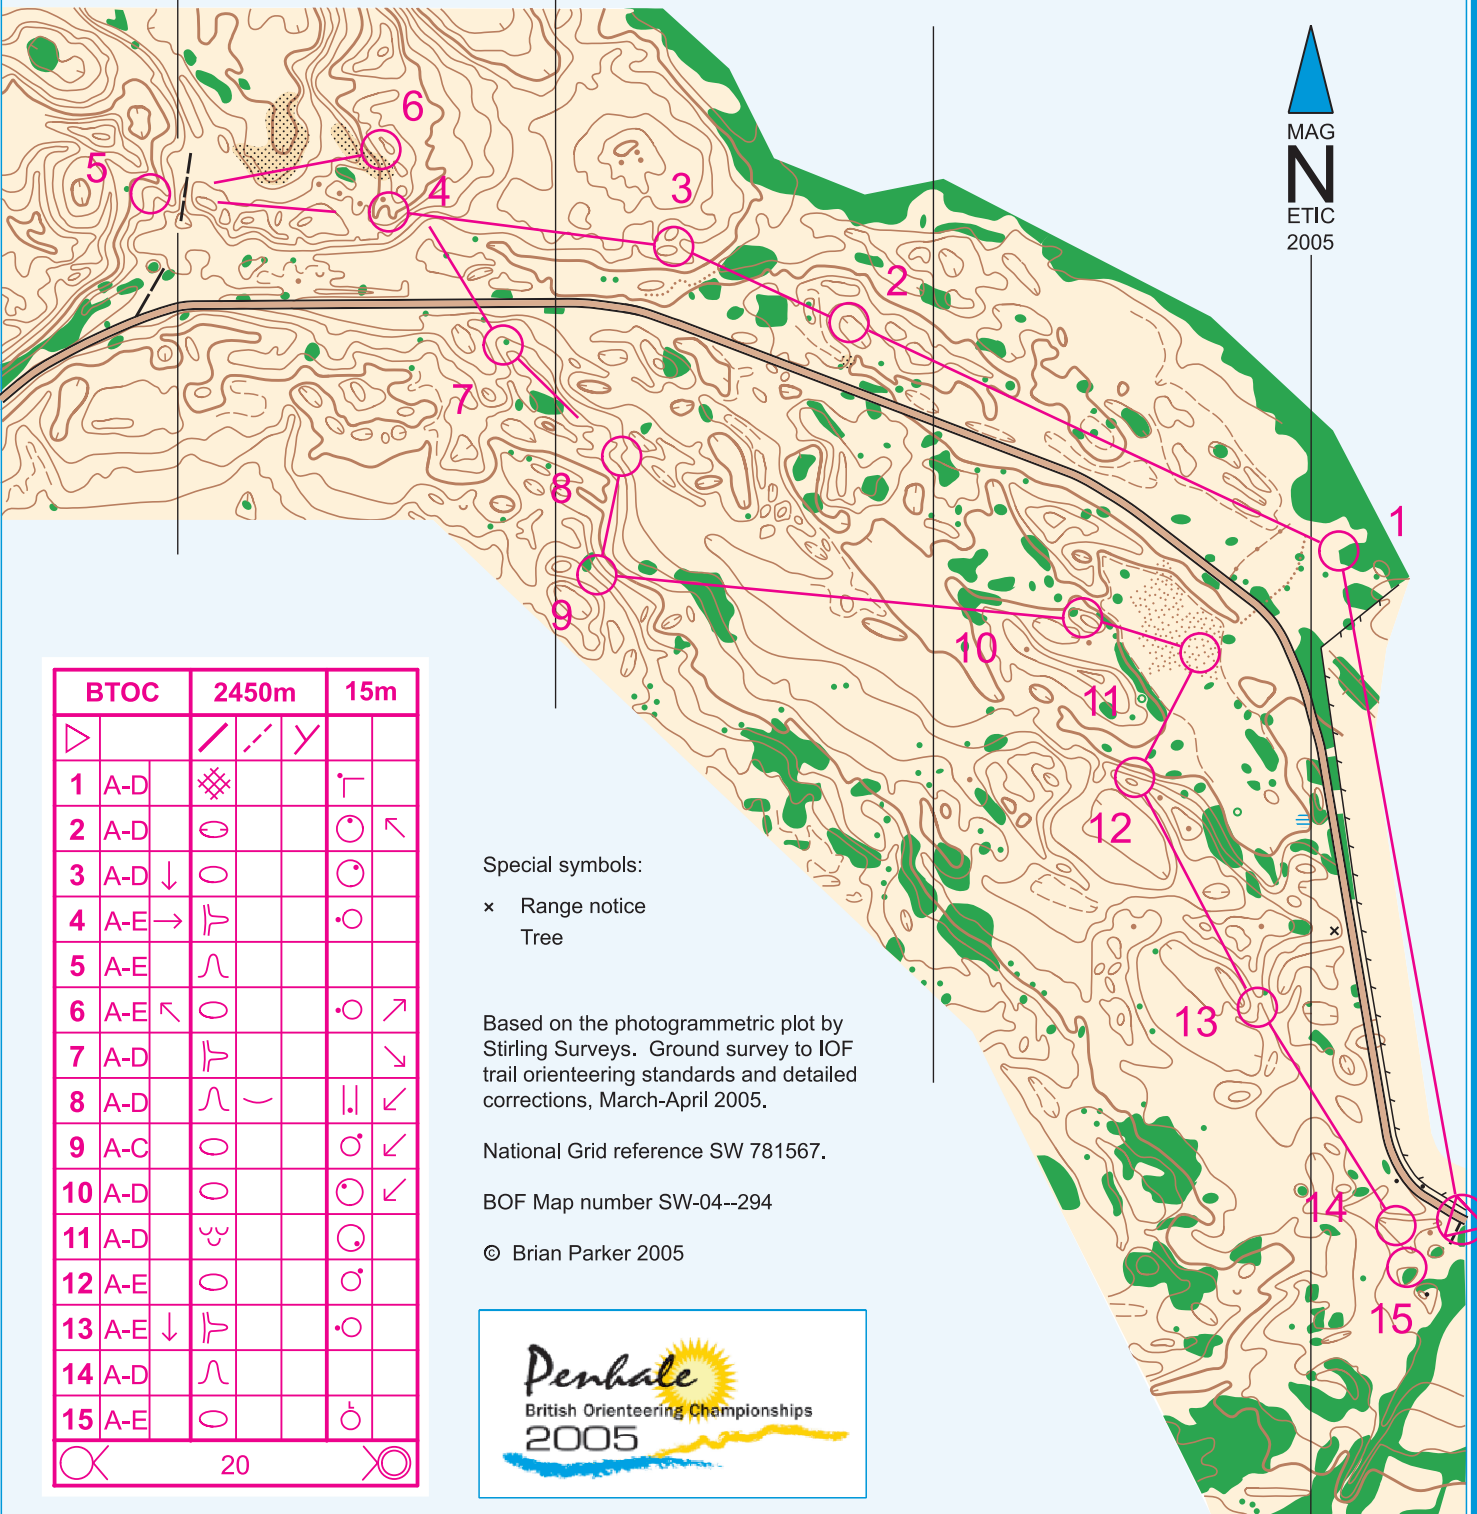 6
5
4
3
2
MAG
N
ETIC
2005
7
8
1
9
10
11
12
13
14
15
BTOC 2450m 15m
1 A-D
2 A-D
3 A-D
4 A-E
5 A-E
6 A-E
7 A-D
8 A-D
9 A-C
10 A-D
11 A-D
12 A-E
13 A-E
14 A-D
15 A-E
20
Special symbols:
× Range notice
Tree
Based on the photogrammetric plot by
Stirling Surveys. Ground survey to IOF
trail orienteering standards and detailed
corrections, March-April 2005.
National Grid reference SW 781567.
BOF Map number SW-04--294
© Brian Parker 2005
Penhale
British Orienteering Championships
2005